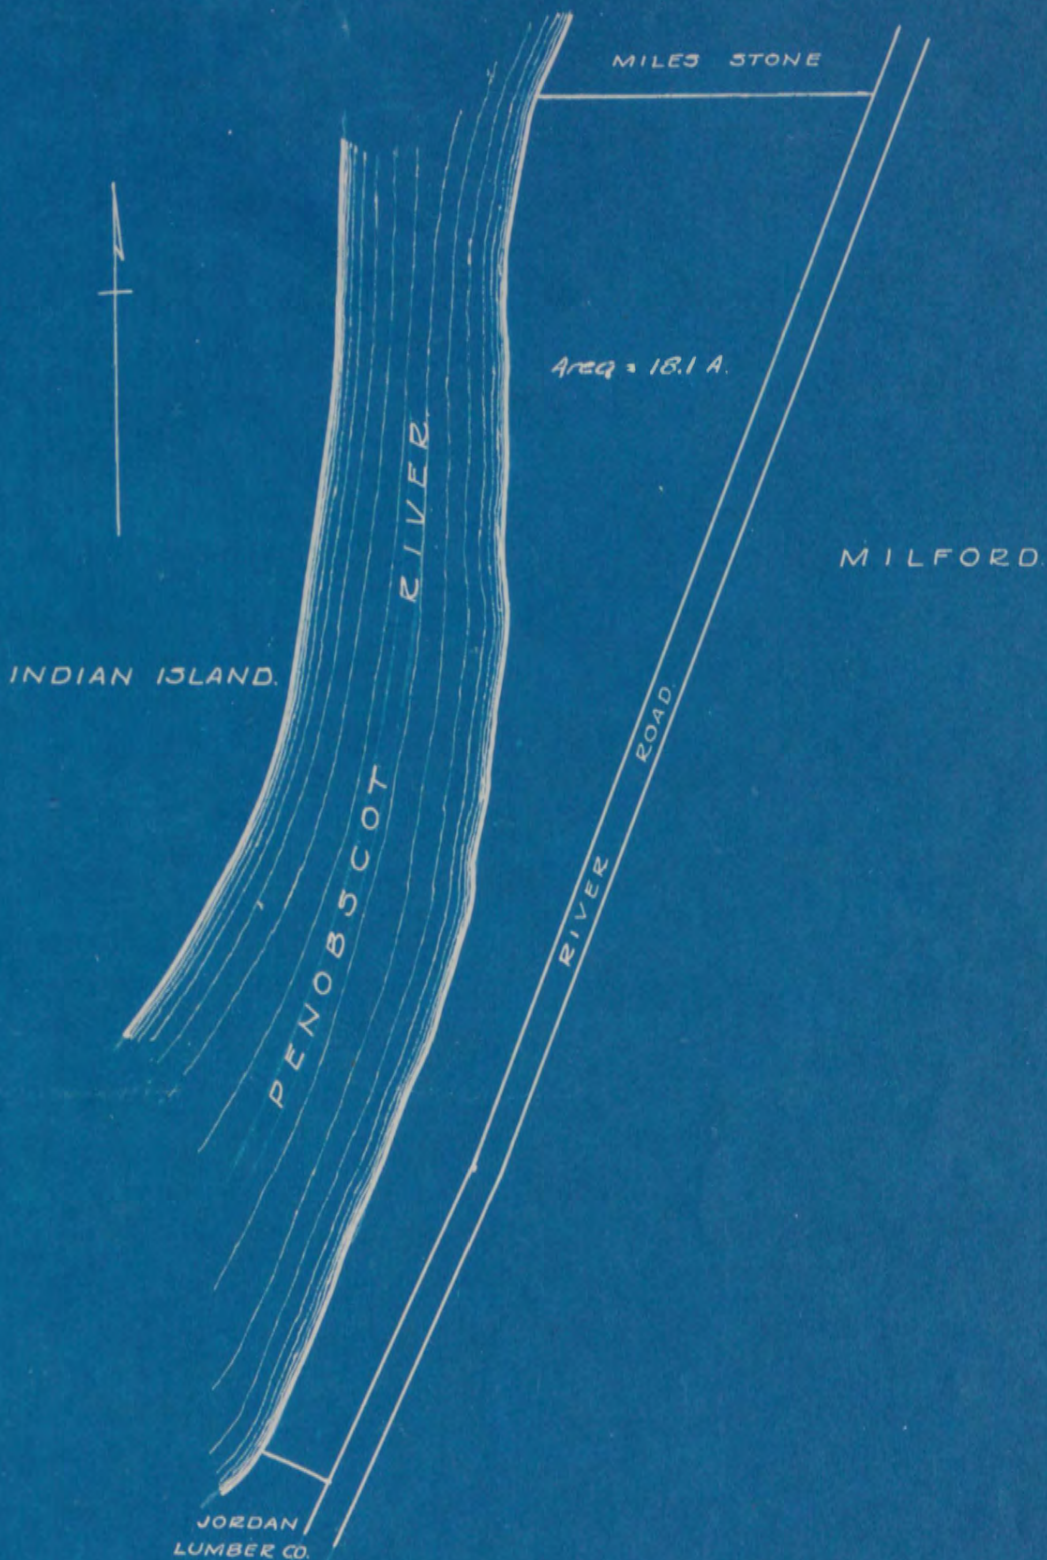 MILES STONE
Area = 18.1 A.
RIVER
MILFORD.
INDIAN ISLAND.
ROAD.
PENOBSCOT
RIVER
JORDAN
LUMBER CO.